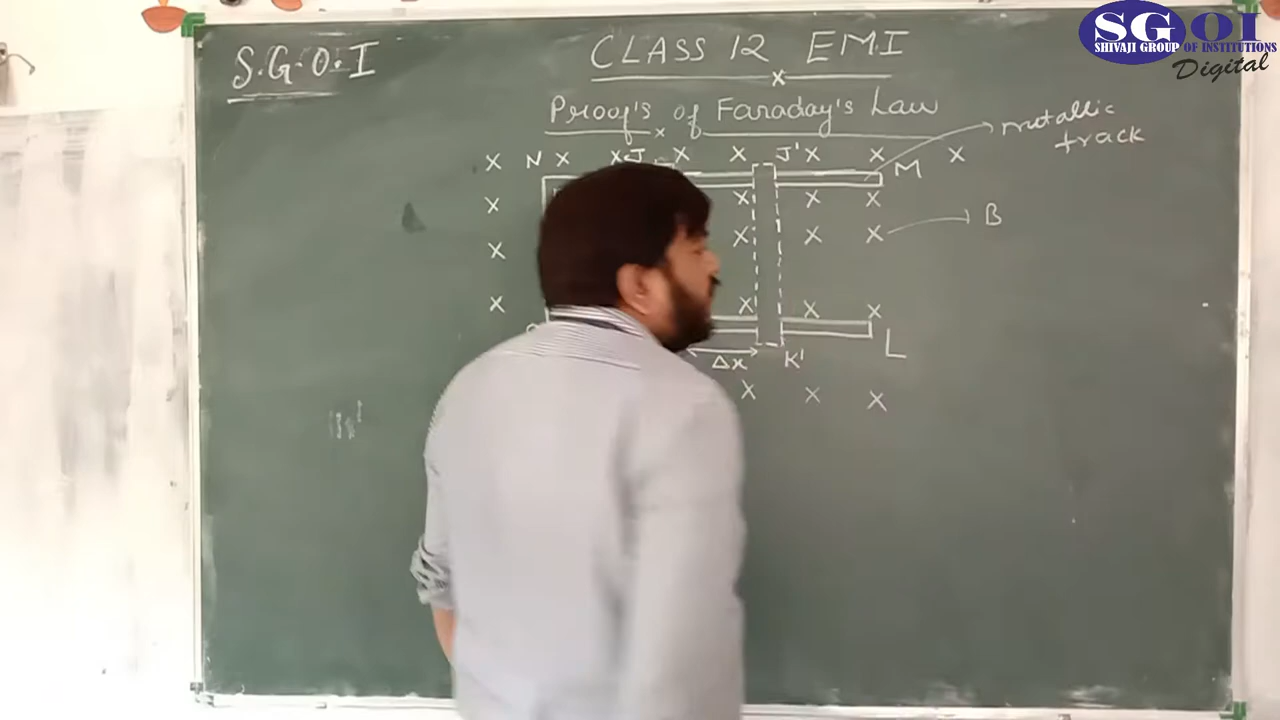 SGOI
SHIVAJI GROUP OF INSTITUTIONS
Digital
S.G.O.I
CLASS 12 EMI
x
Proof's of Faraday's Law
x
metallic
track
X N X X J X X J' X X X
M
X X X X
X X X X B
X X X X
Δx K' L
X X X